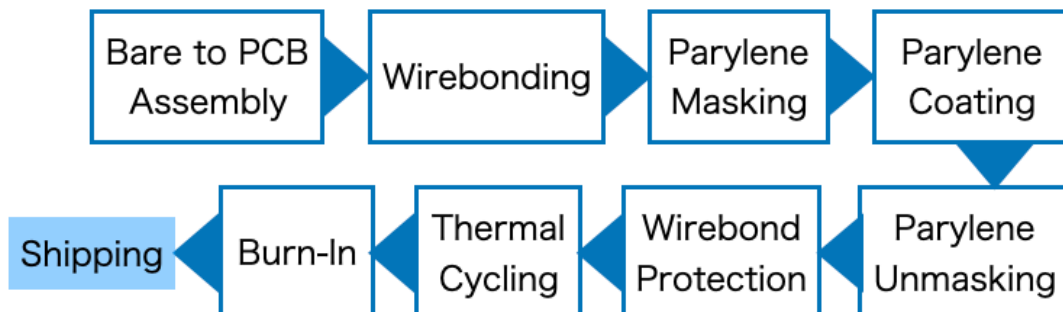 Bare to PCB
Assembly
Wirebonding
Parylene
Masking
Parylene
Coating
Parylene
Unmasking
Wirebond
Protection
Thermal
Cycling
Burn-In
Shipping